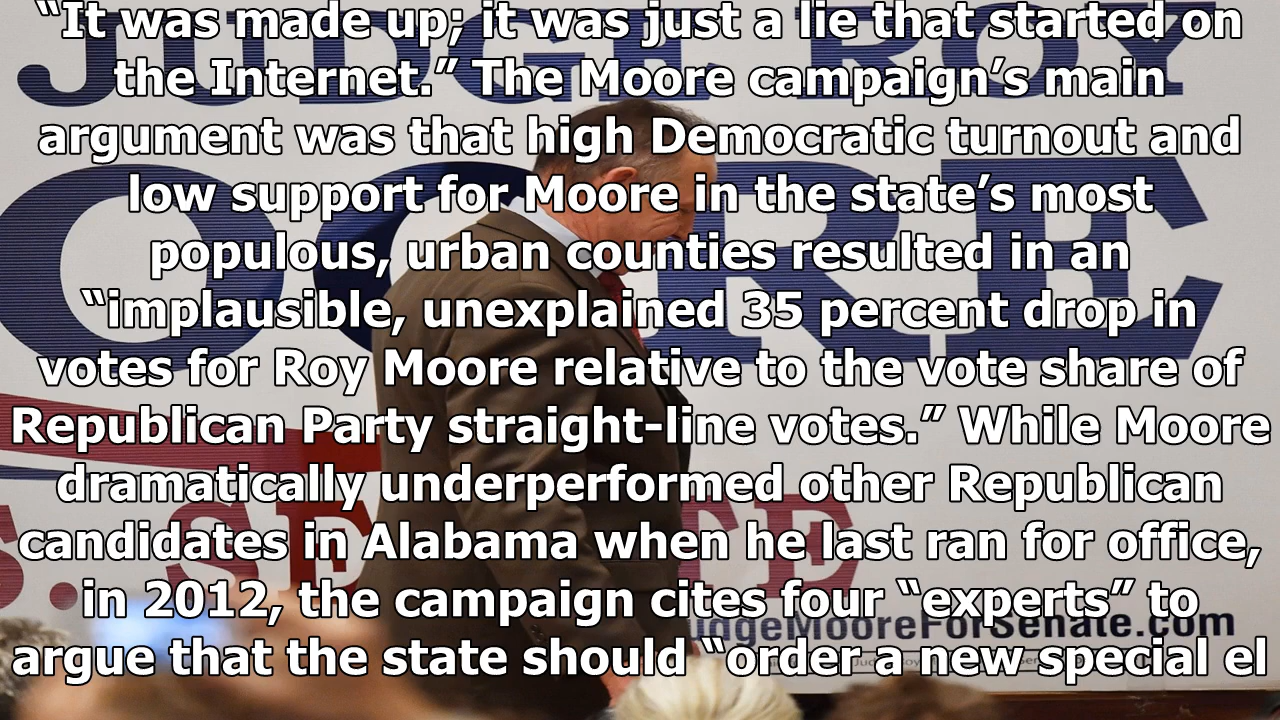 “It was made up; it was just a lie that started on
the Internet.” The Moore campaign’s main
argument was that high Democratic turnout and
low support for Moore in the state’s most
populous, urban counties resulted in an
“implausible, unexplained 35 percent drop in
votes for Roy Moore relative to the vote share of
Republican Party straight-line votes.” While Moore
dramatically underperformed other Republican
candidates in Alabama when he last ran for office,
in 2012, the campaign cites four “experts” to
argue that the state should “order a new special el
JUDGE ROY
udgeMooreForSenate.com